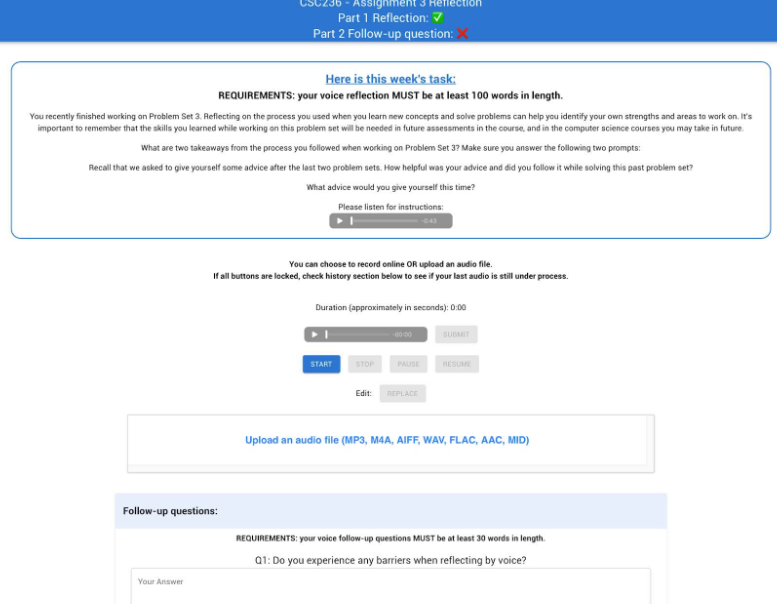 CSC236 - Assignment 3 Reflection
Part 1 Reflection: ✅
Part 2 Follow-up question: ❌
Here is this week's task:
REQUIREMENTS: your voice reflection MUST be at least 100 words in length.
You recently finished working on Problem Set 3. Reflecting on the process you used when you learn new concepts and solve problems can help you identify your own strengths and areas to work on. It's
important to remember that the skills you learned while working on this problem set will be needed in future assessments in the course, and in the computer science courses you may take in future.
What are two takeaways from the process you followed when working on Problem Set 3? Make sure you answer the following two prompts:
Recall that we asked to give yourself some advice after the last two problem sets. How helpful was your advice and did you follow it while solving this past problem set?
What advice would you give yourself this time?
Please listen for instructions:
-0:43
You can choose to record online OR upload an audio file.
If all buttons are locked, check history section below to see if your last audio is still under process.
Duration (approximately in seconds): 0:00
-00:00 SUBMIT
START STOP PAUSE RESUME
Edit: REPLACE
Upload an audio file (MP3, M4A, AIFF, WAV, FLAC, AAC, MID)
Follow-up questions:
REQUIREMENTS: your voice follow-up questions MUST be at least 30 words in length.
Q1: Do you experience any barriers when reflecting by voice?
Your Answer